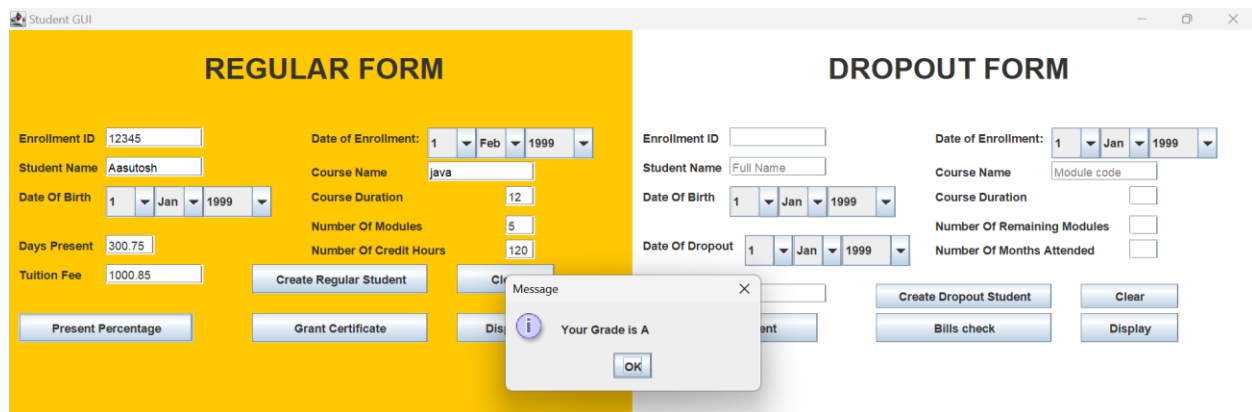 Student GUI
REGULAR FORM
Enrollment ID 12345
Date of Enrollment: 1 Feb 1999
Student Name Aasutosh
Course Name java
Date Of Birth 1 Jan 1999
Course Duration 12
Number Of Modules 5
Days Present 300.75
Number Of Credit Hours 120
Tuition Fee 1000.85
Create Regular Student
Present Percentage
Grant Certificate
DROPOUT FORM
Enrollment ID
Date of Enrollment: 1 Jan 1999
Student Name Full Name
Course Name Module code
Date Of Birth 1 Jan 1999
Course Duration
Number Of Remaining Modules
Date Of Dropout 1 Jan 1999
Number Of Months Attended
Create Dropout Student
Clear
Bills check
Display
Message
Your Grade is A
OK